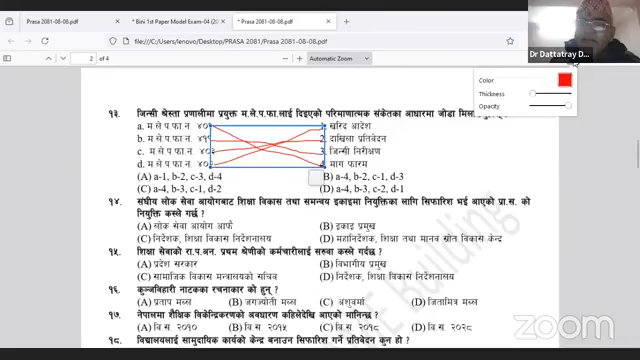 Prasa 2081-08-08.pdf
* Bini 1st Paper Model Exam-04 (
* Prasa 2081-08-08.pdf
file:///C:/Users/lenovo/Desktop/PRASA 2081/Prasa 2081-08-08.pdf
2 of 4
Automatic Zoom
Dr Dattatray D...
Color
Thickness
Opacity
१३. जिन्सी श्रेस्ता प्रणालीमा प्रयुक्त म.ले.प.फा.लाई दिइएको परिमाणात्मक संकेतका आधारमा जोडा
a. म ले प फा न. 1. खरिद आदेश
b. म ले प फा न. 2. दाखिला प्रतिवेदन
c. म ले प फा न. 3. जिन्सी निरीक्षण
d. म ले प फा न. 4. माग फारम
(A) a-1, b-2, c-3, d-4 (B) a-4, b-2, c-1, d-3
(C) a-4, b-3, c-1, d-2 (D) a-4, b-3, c-2, d-1
१४. संघीय लोक सेवा आयोगबाट शिक्षा विकास तथा समन्वय इकाइमा नियुक्तिका लागि सिफारिश भई आएको प्रा.स. को
नियुक्ति कस्ले गर्छ ?
(A) लोक सेवा आयोग आफै (B) इकाइ प्रमुख
(C) निर्देशक, शिक्षा विकास निर्देशनालय (D) महानिर्देशक, शिक्षा तथा मानव स्रोत विकास केन्द्र
१५. शिक्षा सेवाको रा.प.अन. प्रथम श्रेणीको कर्मचारीलाई सरुवा कस्ले गर्दछ ?
(A) प्रदेश सरकार (B) विभागीय प्रमुख
(C) सामाजिक विकास मन्त्रालयको सचिव (D) निर्देशक, शिक्षा विकास निर्देशनालय
१६. कुञ्जविहारी नाटकका रचनाकार को हुन् ?
(A) प्रताप मल्ल (B) जगज्योती मल्ल (C) अंशुवर्मा (D) जितामित्र मल्ल
१७. नेपालमा शैक्षिक विकेन्द्रिकरणको अवधारण कहिलेदेखि आएको मानिन्छ ?
(A) वि.स. २०१० (B) वि.स. २०१५ (C) वि.स. २०१८ (D) वि.स. २०२८
१८. विद्यालयलाई सामुदायिक कार्यको केन्द्र बनाउन सिफारिश गर्ने प्रतिवेदन कुन हो ?
Building
zoom